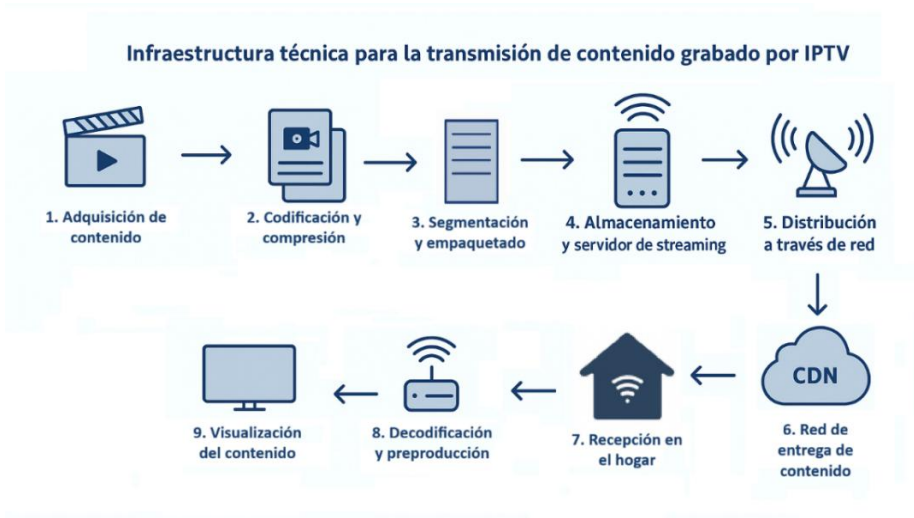 Infraestructura técnica para la transmisión de contenido grabado por IPTV
1. Adquisición de
contenido
2. Codificación y
compresión
3. Segmentación
y empaquetado
4. Almacenamiento
y servidor de streaming
5. Distribución
a través de red
CDN
6. Red de
entrega de
contenido
7. Recepción en
el hogar
8. Decodificación
y preproducción
9. Visualización
del contenido